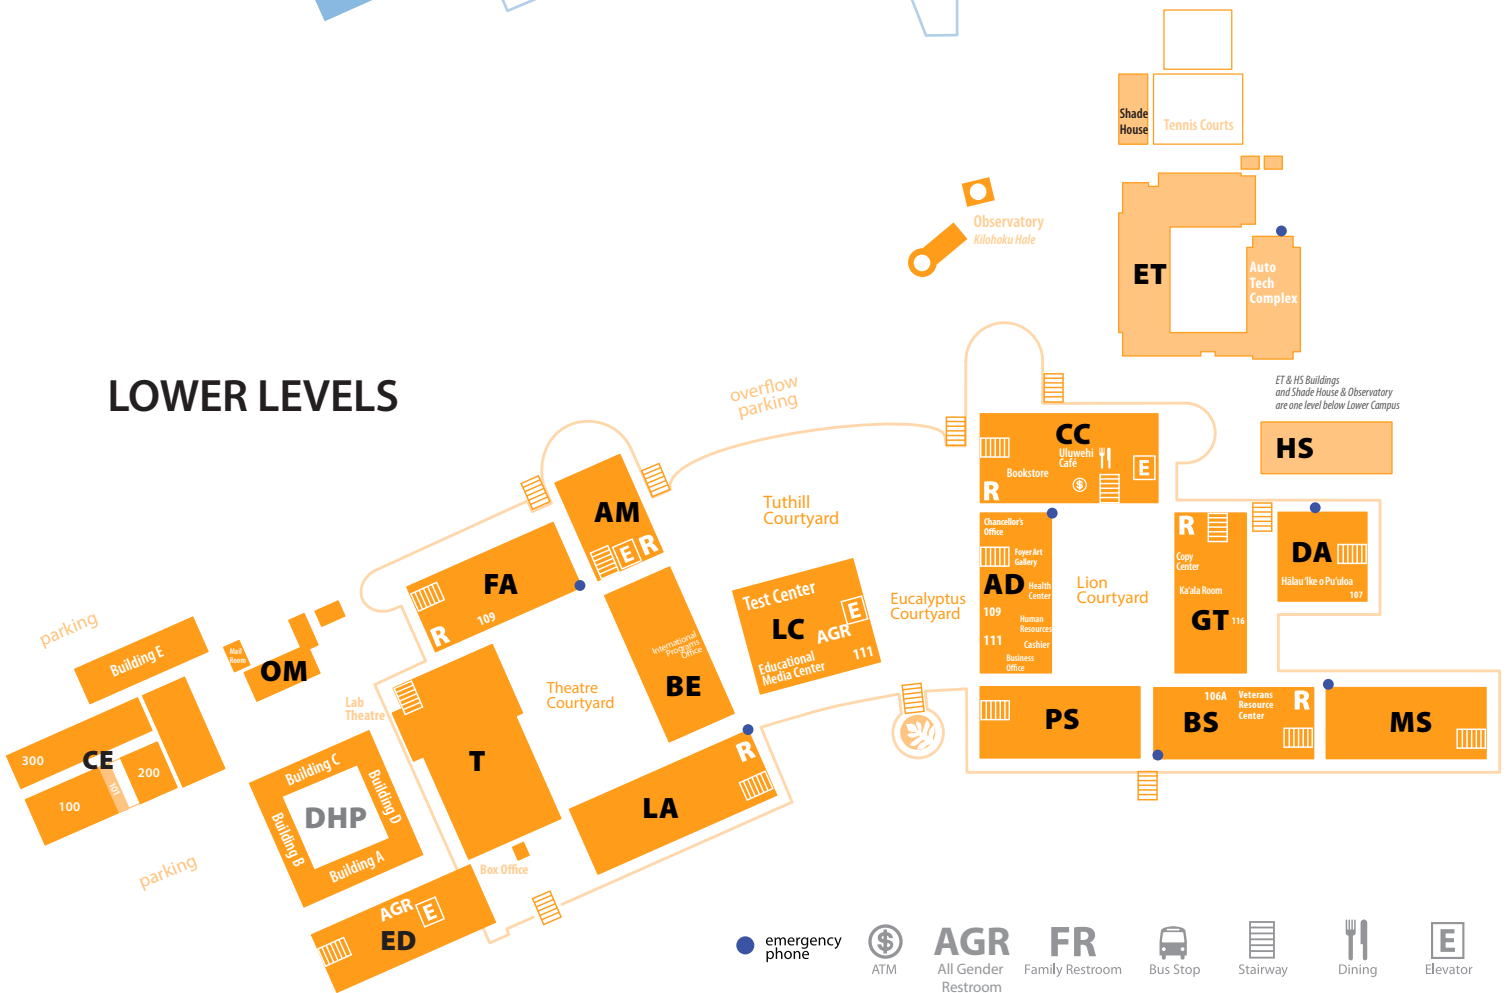 Shade
House
Tennis Courts
Observatory
Kilohoku Hale
ET
Auto
Tech
Complex
LOWER LEVELS
overflow
parking
ET & HS Buildings
and Shade House & Observatory
are one level below Lower Campus
HS
CC
Uluwehi
Café
Bookstore
$
E
R
AM
E
R
Tuthill
Courtyard
FA
109
R
Chancellor's
Office
Foyer Art
Gallery
AD
Health
Center
109
Human
Resources
111
Cashier
Business
Office
Lion
Courtyard
R
Copy
Center
Ka'ala Room
GT
116
DA
Hālau 'Ike o Pu'uloa
107
Test Center
LC
E
AGR
Educational
Media Center
111
Eucalyptus
Courtyard
parking
Building E
Mail
Room
OM
International
Programs
Office
BE
Theatre
Courtyard
Lab
Theatre
T
PS
106A
Veterans
Resource
Center
R
BS
MS
300
CE
200
100
101
Building C
Building D
DHP
Building B
Building A
R
LA
parking
Box Office
AGR
E
ED
emergency
phone
$
ATM
AGR
All Gender
Restroom
FR
Family Restroom
Bus Stop
Stairway
Dining
E
Elevator